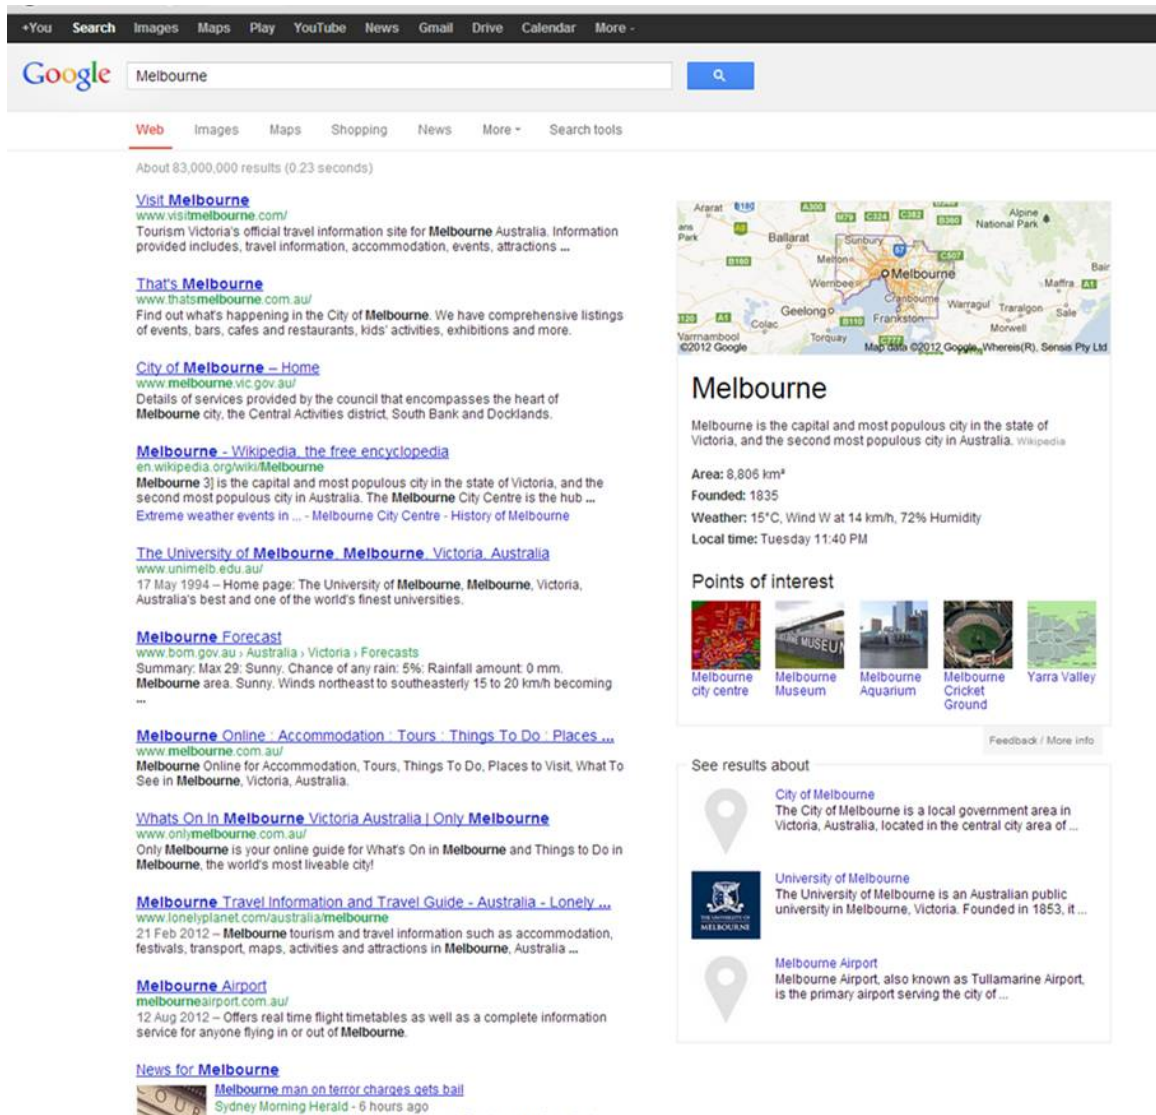 +You Search Images Maps Play YouTube News Gmail Drive Calendar More
Google Melbourne
Web Images Maps Shopping News More Search tools
About 83,000,000 results (0.23 seconds)
Visit Melbourne
www.visitmelbourne.com/
Tourism Victoria's official travel information site for Melbourne Australia. Information
provided includes, travel information, accommodation, events, attractions ...
That's Melbourne
www.thatsmelbourne.com.au/
Find out what's happening in the City of Melbourne. We have comprehensive listings
of events, bars, cafes and restaurants, kids' activities, exhibitions and more.
City of Melbourne – Home
www.melbourne.vic.gov.au/
Details of services provided by the council that encompasses the heart of
Melbourne city, the Central Activities district, South Bank and Docklands.
Melbourne - Wikipedia, the free encyclopedia
en.wikipedia.org/wiki/Melbourne
Melbourne 3] is the capital and most populous city in the state of Victoria, and the
second most populous city in Australia. The Melbourne City Centre is the hub ...
Extreme weather events in ... - Melbourne City Centre - History of Melbourne
The University of Melbourne, Melbourne, Victoria, Australia
www.unimelb.edu.au/
17 May 1994 – Home page: The University of Melbourne, Melbourne, Victoria,
Australia's best and one of the world's finest universities.
Melbourne Forecast
www.bom.gov.au › Australia › Victoria › Forecasts
Summary: Max 29: Sunny. Chance of any rain: 5%: Rainfall amount: 0 mm.
Melbourne area. Sunny. Winds northeast to southeasterly 15 to 20 km/h becoming
...
Melbourne Online : Accommodation : Tours : Things To Do : Places ...
www.melbourne.com.au/
Melbourne Online for Accommodation, Tours, Things To Do, Places to Visit, What To
See in Melbourne, Victoria, Australia.
Whats On In Melbourne Victoria Australia | Only Melbourne
www.onlymelbourne.com.au/
Only Melbourne is your online guide for What's On in Melbourne and Things to Do in
Melbourne, the world's most liveable city!
Melbourne Travel Information and Travel Guide - Australia - Lonely ...
www.lonelyplanet.com/australia/melbourne
21 Feb 2012 – Melbourne tourism and travel information such as accommodation,
festivals, transport, maps, activities and attractions in Melbourne, Australia ...
Melbourne Airport
melbourneairport.com.au/
12 Aug 2012 – Offers real time flight timetables as well as a complete information
service for anyone flying in or out of Melbourne.
News for Melbourne
COUR
Melbourne man on terror charges gets bail
Sydney Morning Herald - 6 hours ago
Ararat B180 A300 M79 C324 C382 B360 Alpine
National Park
ans
Park A8 Ballarat Sunbury 57 C507
B160 Melton Melbourne Bair
Werribee Maffra A1
Geelong Cranbourne Warragul Traralgon Sale
B120 A1 Colac B110 Frankston Morwell
Warrnambool Torquay C777
©2012 Google Map data ©2012 Google, Whereis(R), Sensis Pty Ltd
Melbourne
Melbourne is the capital and most populous city in the state of
Victoria, and the second most populous city in Australia. Wikipedia
Area: 8,806 km²
Founded: 1835
Weather: 15°C, Wind W at 14 km/h, 72% Humidity
Local time: Tuesday 11:40 PM
Points of interest
MUSEUM
Melbourne city centre
Melbourne Museum
Melbourne Aquarium
Melbourne Cricket Ground
Yarra Valley
Feedback / More info
See results about
City of Melbourne
The City of Melbourne is a local government area in
Victoria, Australia, located in the central city area of ...
THE UNIVERSITY OF
MELBOURNE
University of Melbourne
The University of Melbourne is an Australian public
university in Melbourne, Victoria. Founded in 1853, it ...
Melbourne Airport
Melbourne Airport, also known as Tullamarine Airport,
is the primary airport serving the city of ...